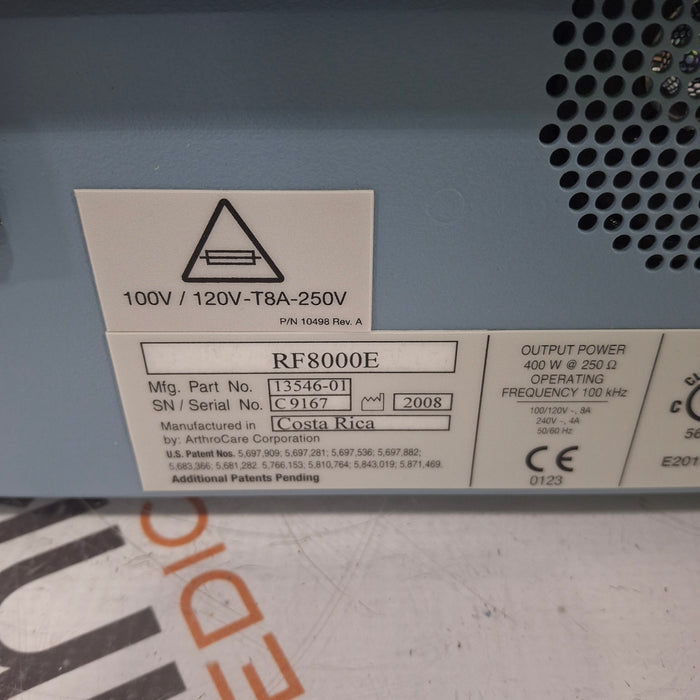 100V / 120V-T8A-250V
P/N 10498 Rev. A
RF8000E
Mfg. Part No. 13546-01
SN / Serial No. C9167 2008
Manufactured in Costa Rica
by: ArthroCare Corporation
U.S. Patent Nos. 5,697,909; 5,697,281; 5,697,536; 5,697,882;
5,683,366; 5,681,282. 5,766,153; 5,810,764; 5,843,019; 5,871,469.
Additional Patents Pending
OUTPUT POWER
400 W @ 250 Ω
OPERATING
FREQUENCY 100 kHz
100/120V ~, 8A
240V ~, 4A
50/60 Hz
CE
0123
C
56
E201
EDIC